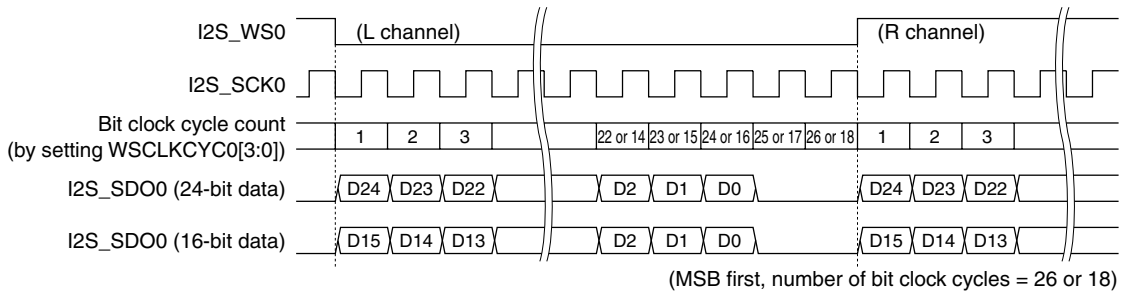 I2S_WS0 (L channel) (R channel)
I2S_SCK0
Bit clock cycle count
(by setting WSCLKCYC0[3:0])
1 2 3 22 or 14 23 or 15 24 or 16 25 or 17 26 or 18 1 2 3
I2S_SDO0 (24-bit data) D24 D23 D22 D2 D1 D0 D24 D23 D22
I2S_SDO0 (16-bit data) D15 D14 D13 D2 D1 D0 D15 D14 D13
(MSB first, number of bit clock cycles = 26 or 18)